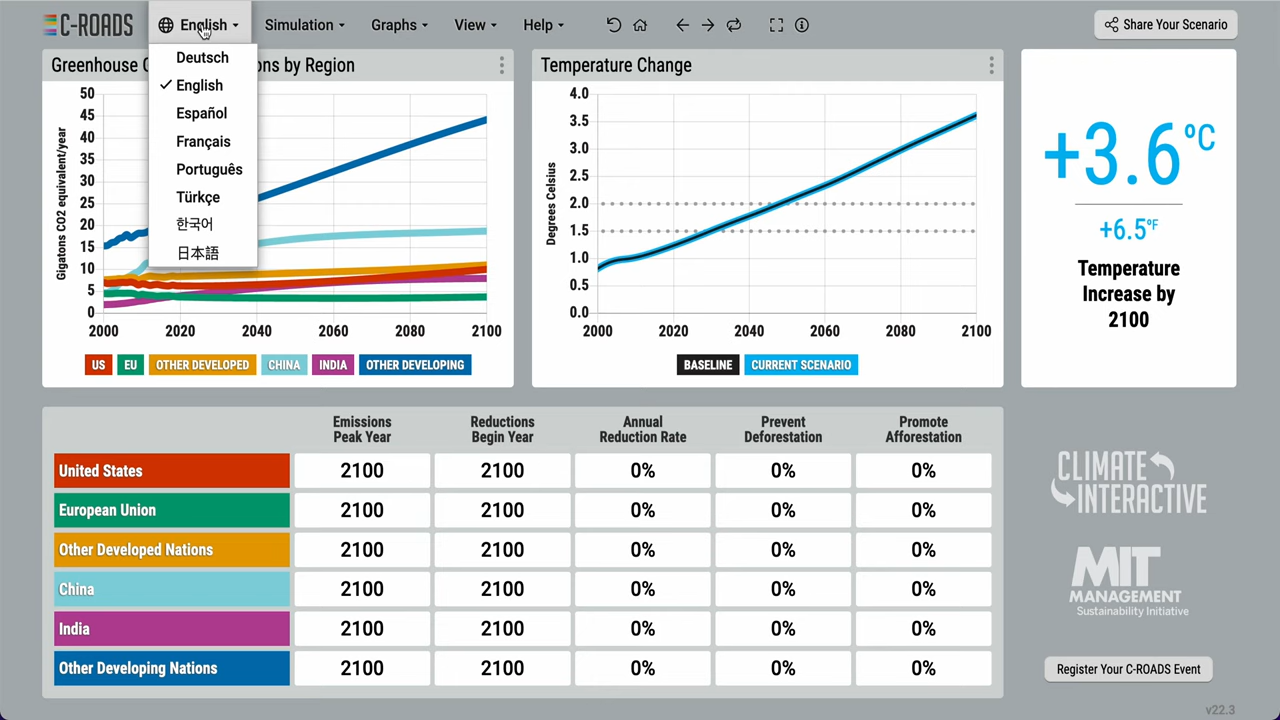 C-ROADS
English
Simulation
Graphs
View
Help
Share Your Scenario
Deutsch
English
Español
Français
Português
Türkçe
한국어
日本語
Greenhouse
ons by Region
Gigatons CO2 equivalent/year
50
45
40
35
30
25
20
15
10
5
0
2000
2020
2040
2060
2080
2100
US
EU
OTHER DEVELOPED
CHINA
INDIA
OTHER DEVELOPING
Temperature Change
Degrees Celsius
4.0
3.5
3.0
2.5
2.0
1.5
1.0
0.5
0.0
2000
2020
2040
2060
2080
2100
BASELINE
CURRENT SCENARIO
+3.6 °C
+6.5 °F
Temperature
Increase by
2100
Emissions
Peak Year
Reductions
Begin Year
Annual
Reduction Rate
Prevent
Deforestation
Promote
Afforestation
United States 2100 2100 0% 0% 0%
European Union 2100 2100 0% 0% 0%
Other Developed Nations 2100 2100 0% 0% 0%
China 2100 2100 0% 0% 0%
India 2100 2100 0% 0% 0%
Other Developing Nations 2100 2100 0% 0% 0%
CLIMATE
INTERACTIVE
MIT
MANAGEMENT
Sustainability Initiative
Register Your C-ROADS Event
v22.3